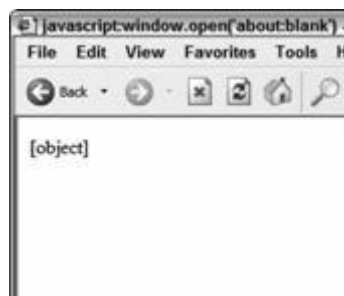 javascript:window.open('about:blank') -
File Edit View Favorites Tools
Back
[object]